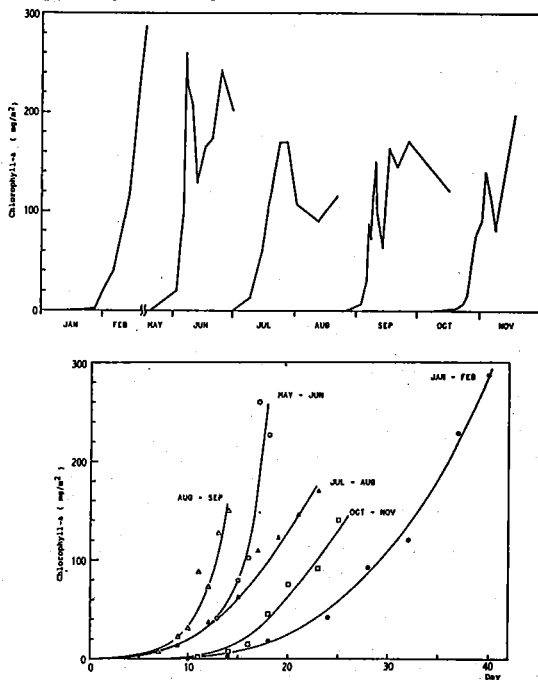 300
200
100
0
Chlorophyll-a ( mg/m² )
JAN FEB MAY JUN JUL AUG SEP OCT NOV
300
200
100
0
Chlorophyll-a ( mg/m² )
JAN - FEB
MAY - JUN
JUL - AUG
AUG - SEP
OCT - NOV
0 10 20 30 40
Day